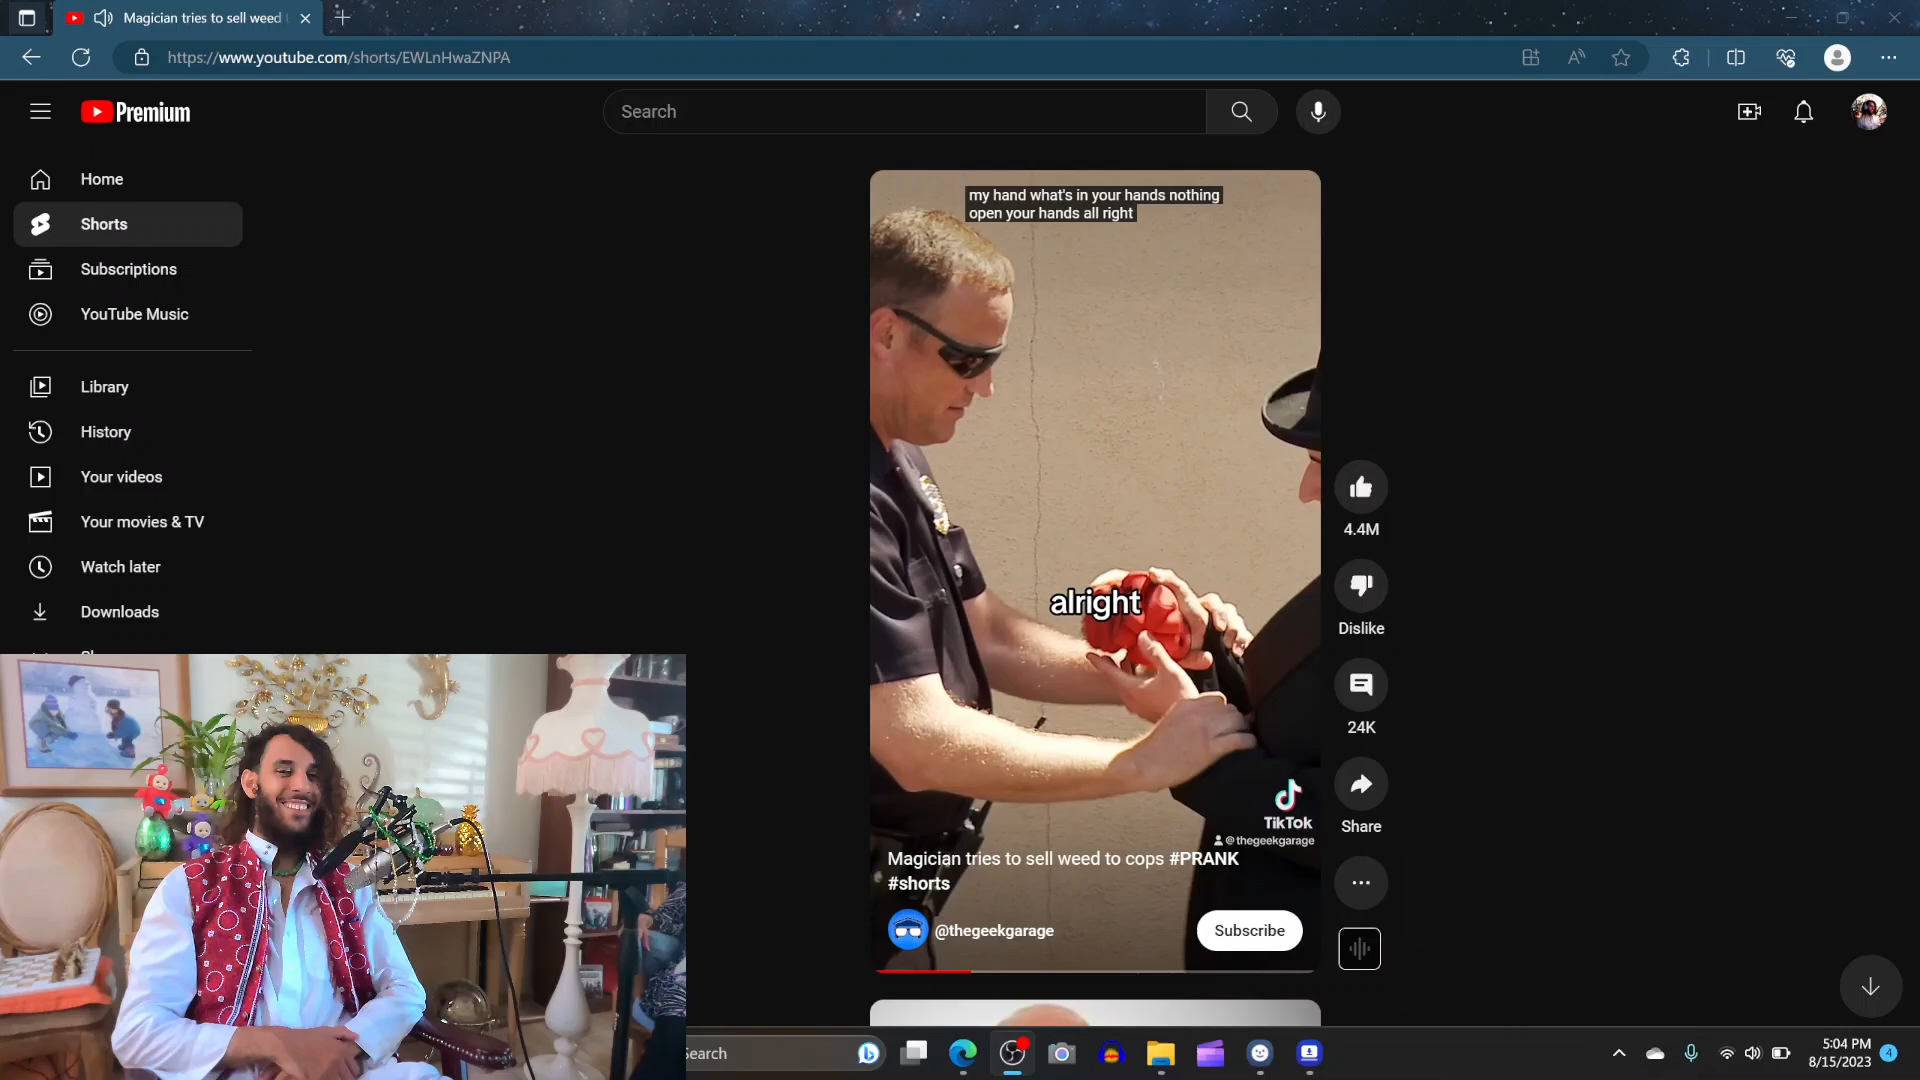 Magician tries to sell weed
https://www.youtube.com/shorts/EWLnHwaZNPA
Premium
Search
Home
Shorts
Subscriptions
YouTube Music
Library
History
Your videos
Your movies & TV
Watch later
Downloads
my hand what's in your hands nothing
open your hands all right
alright
TikTok
@thegeekgarage
Magician tries to sell weed to cops #PRANK
#shorts
@thegeekgarage
Subscribe
4.4M
Dislike
24K
Share
Search
5:04 PM
8/15/2023
4